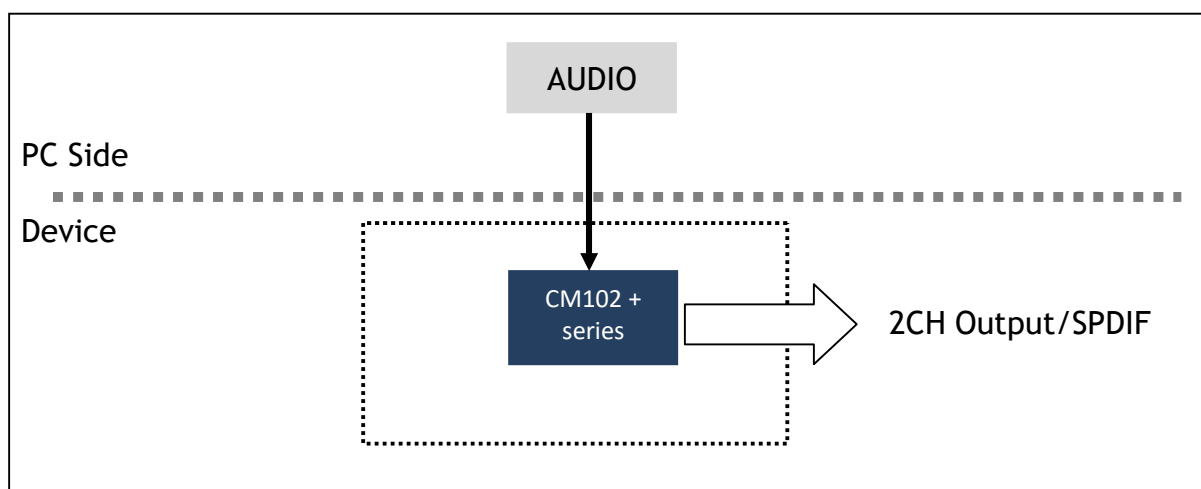 AUDIO
PC Side
Device
CM102 +
series
2CH Output/SPDIF